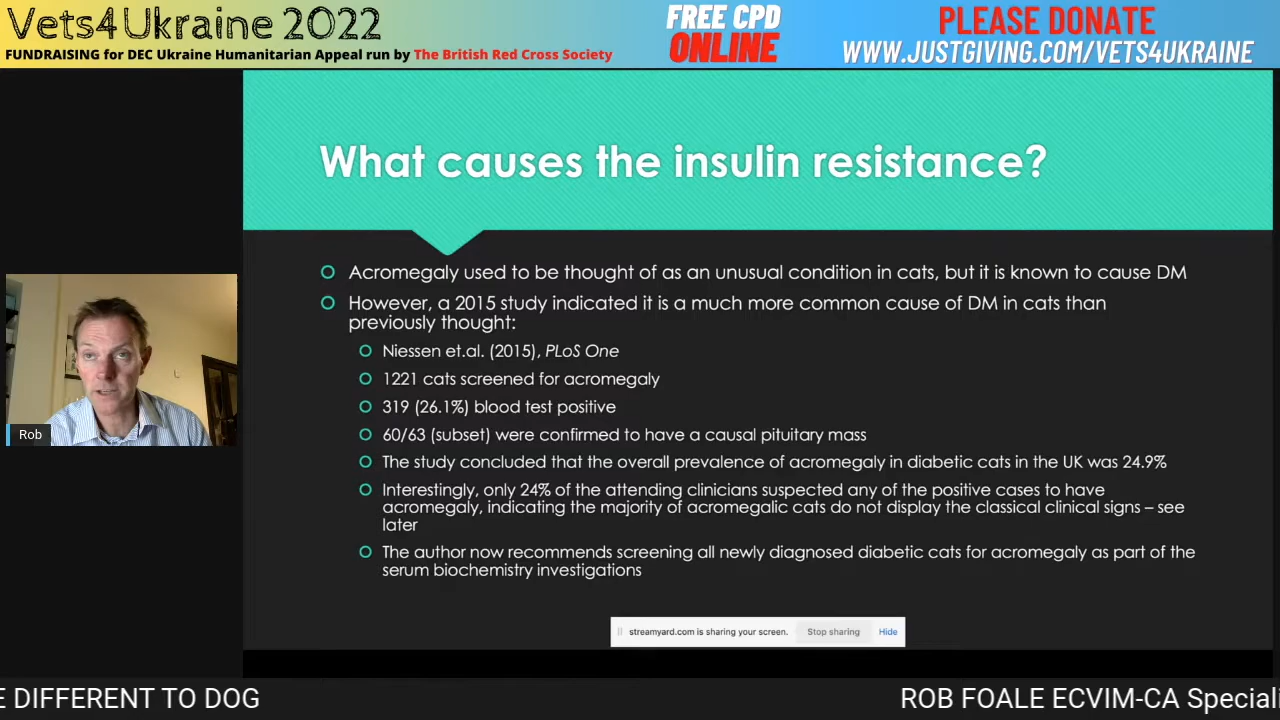 Vets4Ukraine 2022
FUNDRAISING for DEC Ukraine Humanitarian Appeal run by The British Red Cross Society
FREE CPD
ONLINE
PLEASE DONATE
WWW.JUSTGIVING.COM/VETS4UKRAINE
What causes the insulin resistance?
Acromegaly used to be thought of as an unusual condition in cats, but it is known to cause DM
However, a 2015 study indicated it is a much more common cause of DM in cats than
previously thought:
Niessen et.al. (2015), PLoS One
1221 cats screened for acromegaly
319 (26.1%) blood test positive
60/63 (subset) were confirmed to have a causal pituitary mass
The study concluded that the overall prevalence of acromegaly in diabetic cats in the UK was 24.9%
Interestingly, only 24% of the attending clinicians suspected any of the positive cases to have
acromegaly, indicating the majority of acromegalic cats do not display the classical clinical signs – see
later
The author now recommends screening all newly diagnosed diabetic cats for acromegaly as part of the
serum biochemistry investigations
Rob
streamyard.com is sharing your screen. Stop sharing Hide
E DIFFERENT TO DOG
ROB FOALE ECVIM-CA Speciali